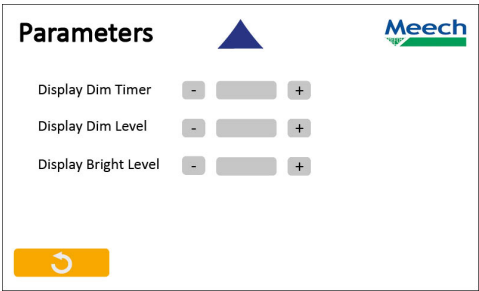 Parameters
Meech
Display Dim Timer - +
Display Dim Level - +
Display Bright Level - +